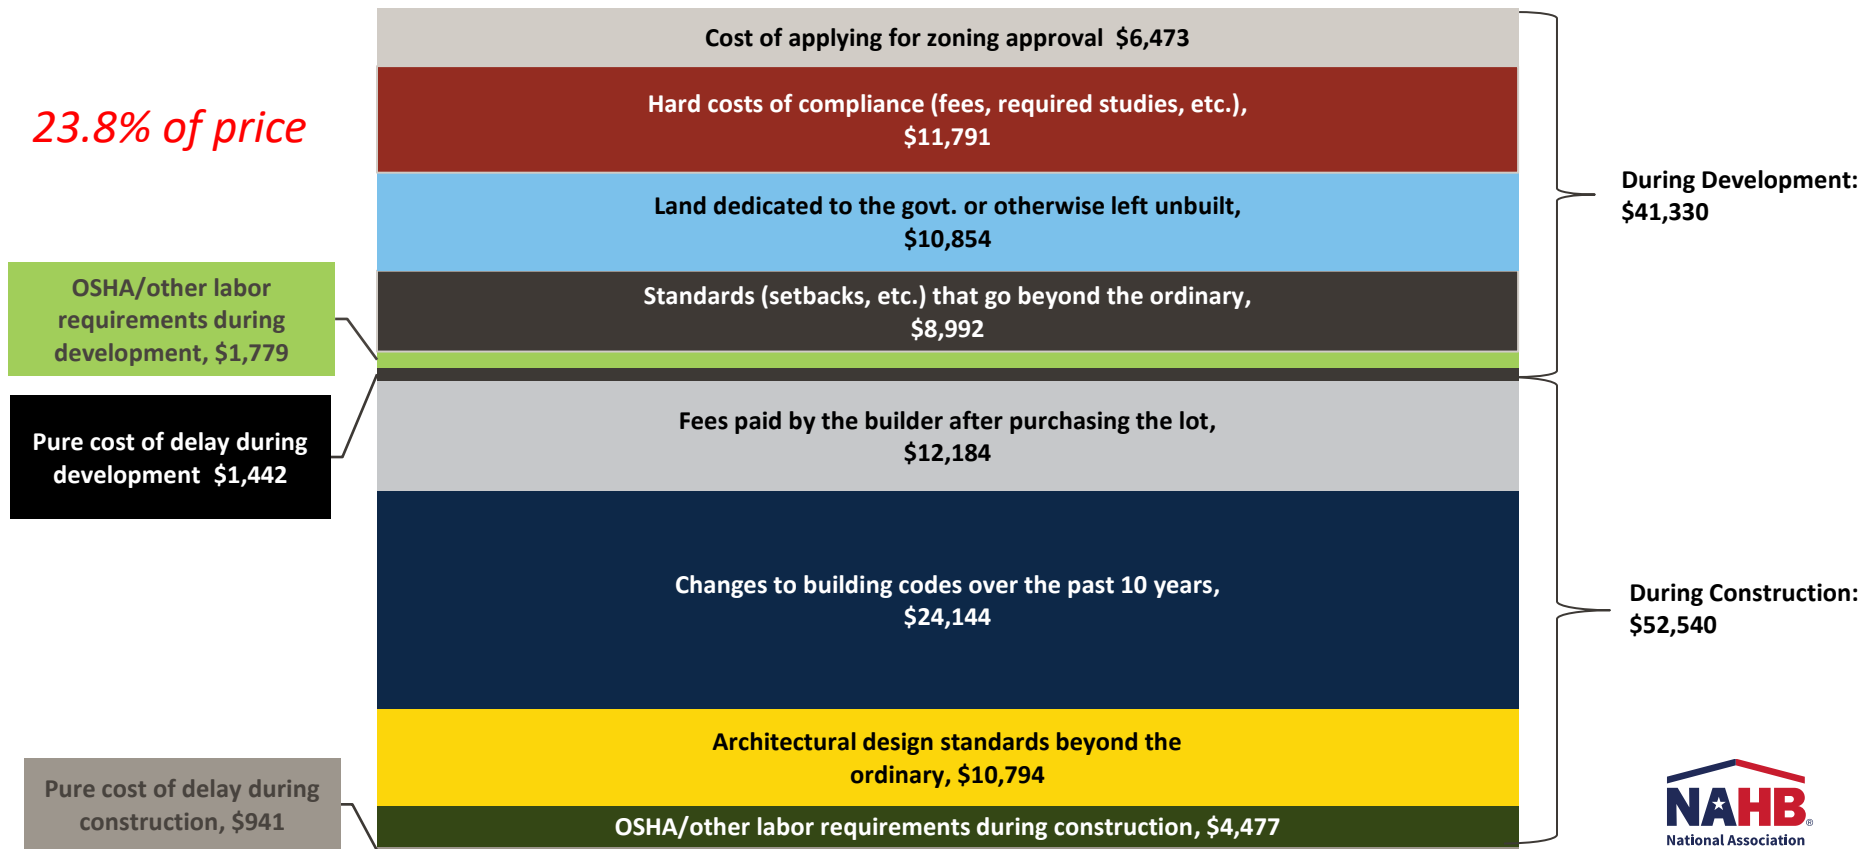 Cost of applying for zoning approval $6,473
Hard costs of compliance (fees, required studies, etc.),
$11,791
23.8% of price
Land dedicated to the govt. or otherwise left unbuilt,
$10,854
During Development:
$41,330
Standards (setbacks, etc.) that go beyond the ordinary,
$8,992
OSHA/other labor
requirements during
development, $1,779
Pure cost of delay during
development $1,442
Fees paid by the builder after purchasing the lot,
$12,184
Changes to building codes over the past 10 years,
$24,144
During Construction:
$52,540
Architectural design standards beyond the
ordinary, $10,794
Pure cost of delay during
construction, $941
OSHA/other labor requirements during construction, $4,477
NAHB®
National Association